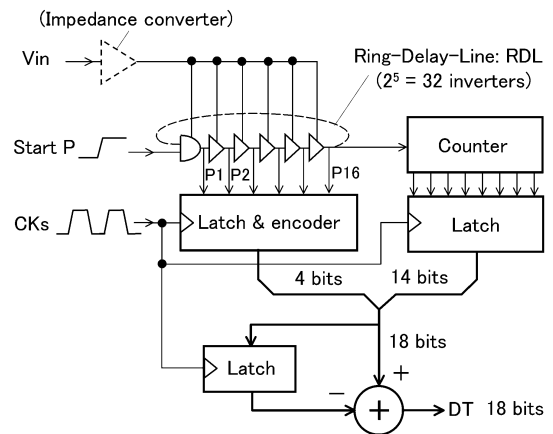 (Impedance converter)
Vin
Ring-Delay-Line: RDL
(2⁵ = 32 inverters)
Start P
P1
P2
P16
Counter
CKs
Latch & encoder
Latch
4 bits
14 bits
18 bits
Latch
+
−
+
DT 18 bits